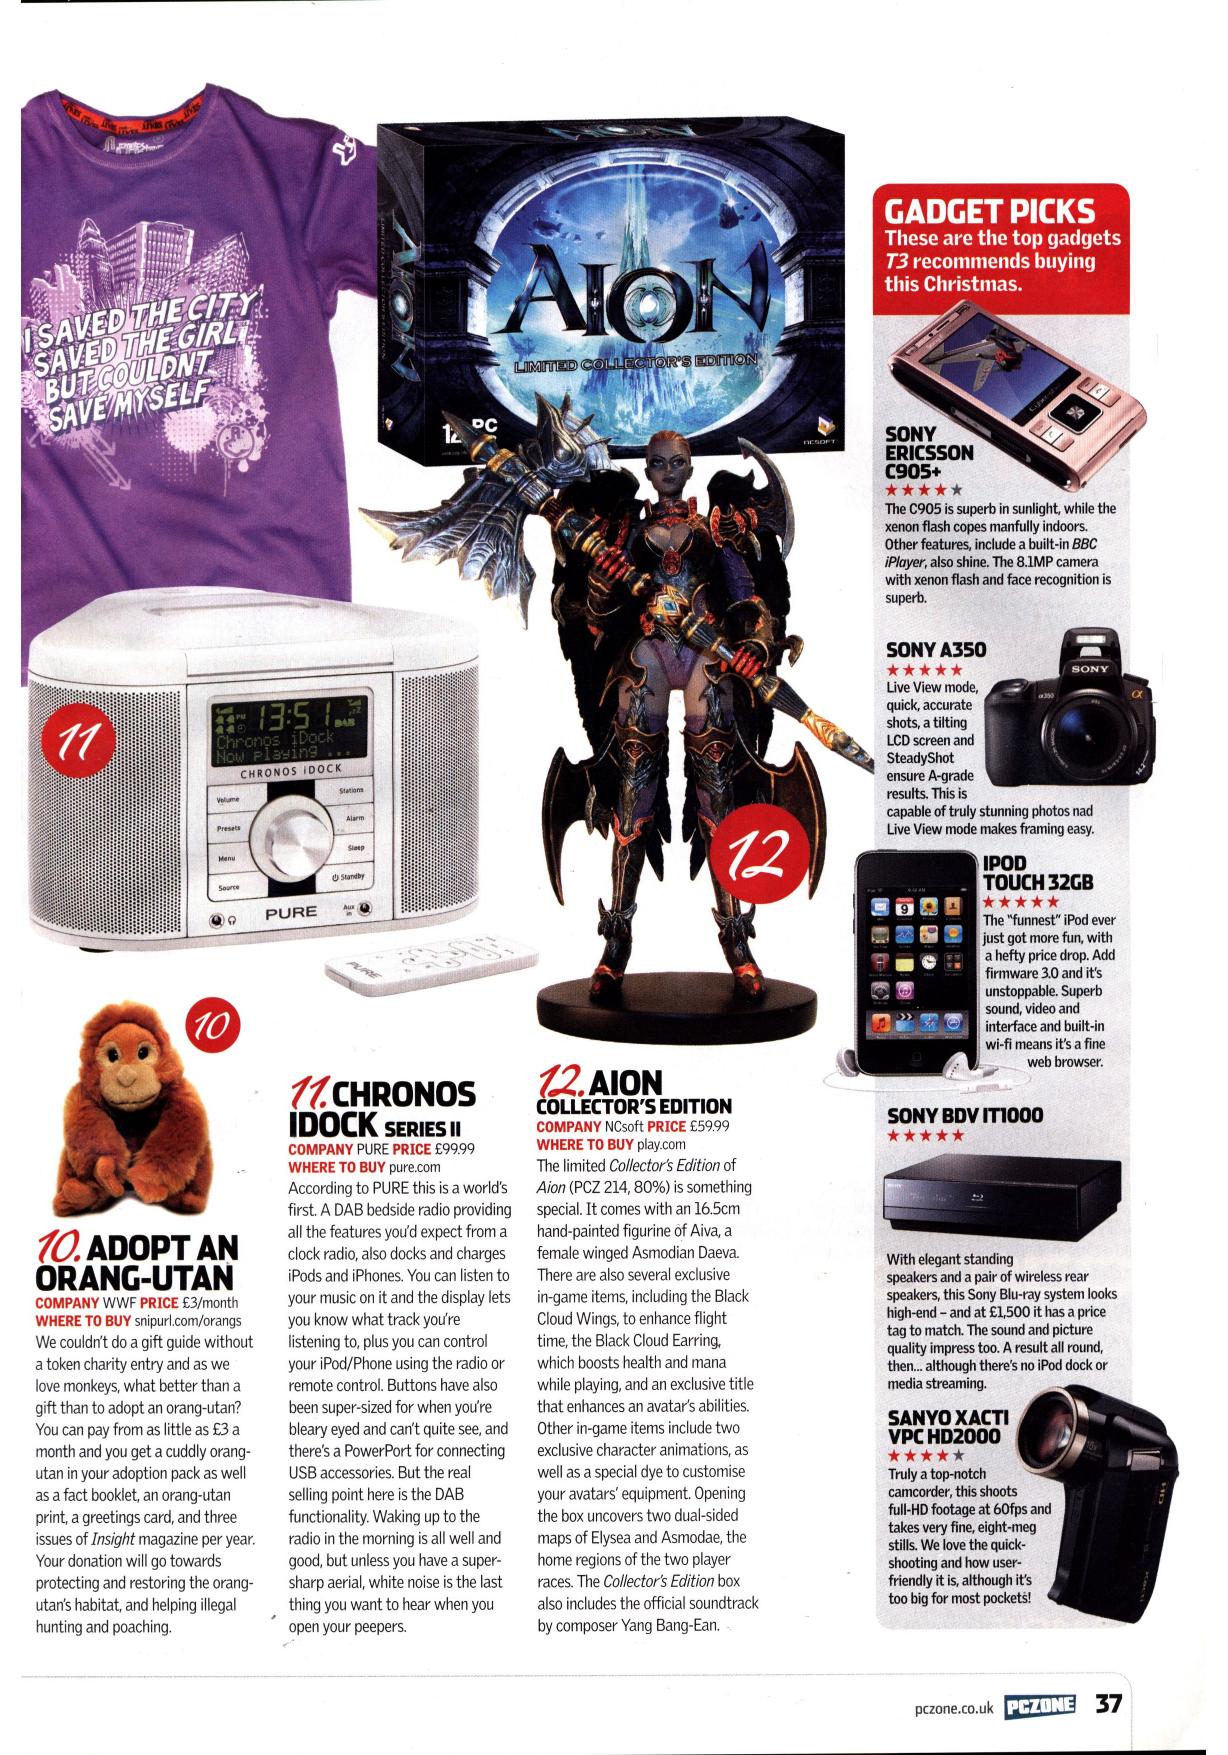 I SAVED THE CITY
SAVED THE GIRL
BUT COULDNT
SAVE MYSELF
AION
LIMITED COLLECTOR'S EDITION
AION
PC
12
NCSOFT
GADGET PICKS
These are the top gadgets
T3 recommends buying
this Christmas.
SONY
ERICSSON
C905+
★★★★★
The C905 is superb in sunlight, while the
xenon flash copes manfully indoors.
Other features, include a built-in BBC
iPlayer, also shine. The 8.1MP camera
with xenon flash and face recognition is
superb.
SONY A350
★★★★★
Live View mode,
quick, accurate
shots, a tilting
LCD screen and
SteadyShot
ensure A-grade
results. This is
capable of truly stunning photos nad
Live View mode makes framing easy.
SONY
α350
α
IPOD
TOUCH 32GB
★★★★★
The "funnest" iPod ever
just got more fun, with
a hefty price drop. Add
firmware 3.0 and it's
unstoppable. Superb
sound, video and
interface and built-in
wi-fi means it's a fine
web browser.
SONY BDV IT1000
★★★★★
With elegant standing
speakers and a pair of wireless rear
speakers, this Sony Blu-ray system looks
high-end – and at £1,500 it has a price
tag to match. The sound and picture
quality impress too. A result all round,
then... although there's no iPod dock or
media streaming.
SANYO XACTI
VPC HD2000
★★★★★
Truly a top-notch
camcorder, this shoots
full-HD footage at 60fps and
takes very fine, eight-meg
stills. We love the quick-
shooting and how user-
friendly it is, although it's
too big for most pockets!
11
13:51
DAB
Chronos iDock
Now playing ...
CHRONOS iDOCK
Volume
Stations
Presets
Alarm
Menu
Sleep
Source
Standby
PURE
Aux in
PURE
12
10
10. ADOPT AN
ORANG-UTAN
COMPANY WWF PRICE £3/month
WHERE TO BUY snipurl.com/orangs
We couldn't do a gift guide without
a token charity entry and as we
love monkeys, what better than a
gift than to adopt an orang-utan?
You can pay from as little as £3 a
month and you get a cuddly orang-
utan in your adoption pack as well
as a fact booklet, an orang-utan
print, a greetings card, and three
issues of Insight magazine per year.
Your donation will go towards
protecting and restoring the orang-
utan's habitat, and helping illegal
hunting and poaching.
11. CHRONOS
IDOCK SERIES II
COMPANY PURE PRICE £99.99
WHERE TO BUY pure.com
According to PURE this is a world's
first. A DAB bedside radio providing
all the features you'd expect from a
clock radio, also docks and charges
iPods and iPhones. You can listen to
your music on it and the display lets
you know what track you're
listening to, plus you can control
your iPod/Phone using the radio or
remote control. Buttons have also
been super-sized for when you're
bleary eyed and can't quite see, and
there's a PowerPort for connecting
USB accessories. But the real
selling point here is the DAB
functionality. Waking up to the
radio in the morning is all well and
good, but unless you have a super-
sharp aerial, white noise is the last
thing you want to hear when you
open your peepers.
12. AION
COLLECTOR'S EDITION
COMPANY NCsoft PRICE £59.99
WHERE TO BUY play.com
The limited Collector's Edition of
Aion (PCZ 214, 80%) is something
special. It comes with an 16.5cm
hand-painted figurine of Aiva, a
female winged Asmodian Daeva.
There are also several exclusive
in-game items, including the Black
Cloud Wings, to enhance flight
time, the Black Cloud Earring,
which boosts health and mana
while playing, and an exclusive title
that enhances an avatar's abilities.
Other in-game items include two
exclusive character animations, as
well as a special dye to customise
your avatars' equipment. Opening
the box uncovers two dual-sided
maps of Elysea and Asmodae, the
home regions of the two player
races. The Collector's Edition box
also includes the official soundtrack
by composer Yang Bang-Ean.
pczone.co.uk PCZONE 37